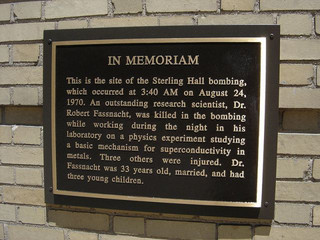 IN MEMORIAM
This is the site of the Sterling Hall bombing,
which occurred at 3:40 AM on August 24,
1970. An outstanding research scientist, Dr.
Robert Fassnacht, was killed in the bombing
while working during the night in his
laboratory on a physics experiment studying
a basic mechanism for superconductivity in
metals. Three others were injured. Dr.
Fassnacht was 33 years old, married, and had
three young children.